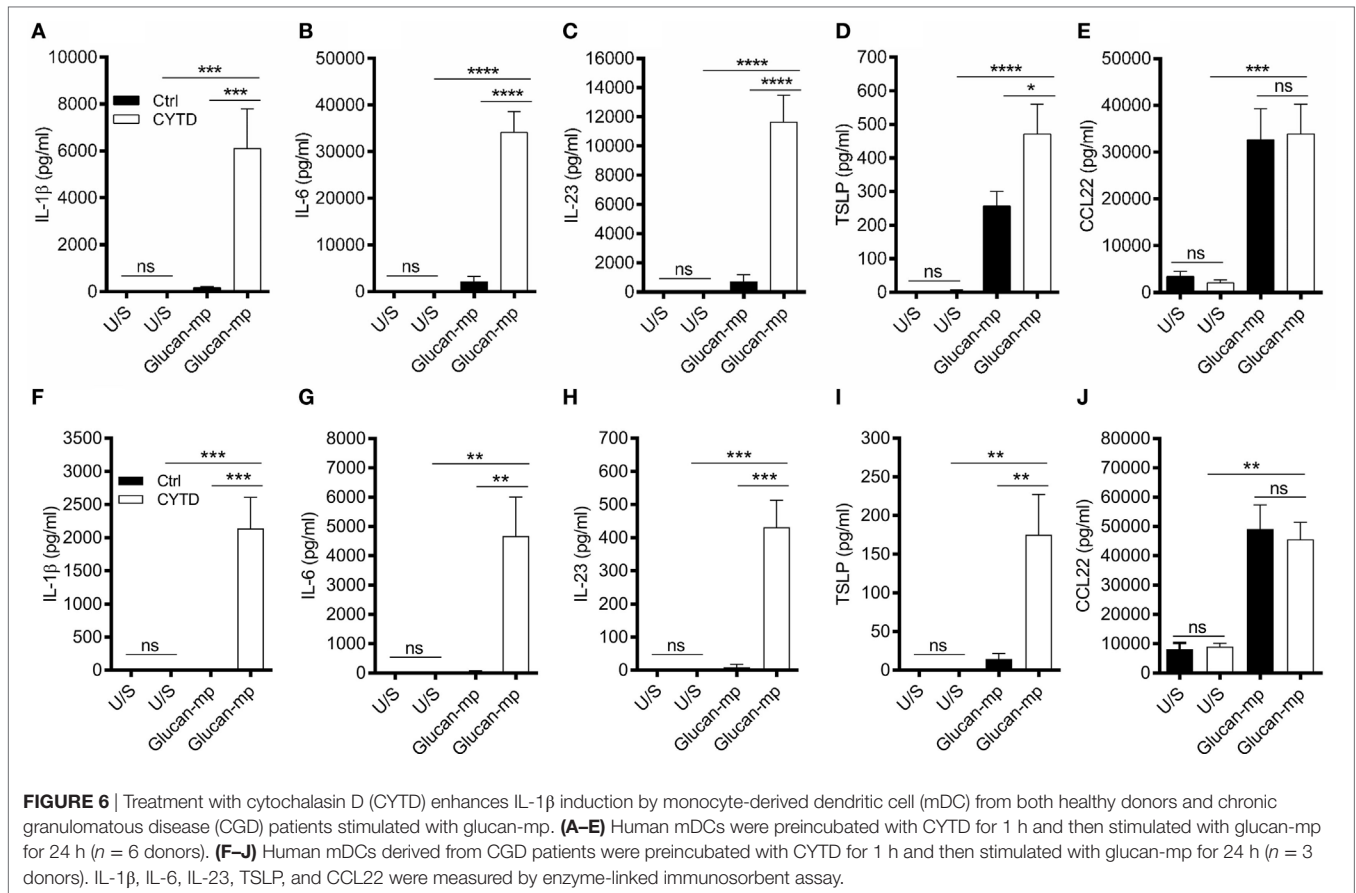 A
10000
8000
6000
4000
2000
0
IL-1β (pg/ml)
Ctrl
CYTD
***
***
ns
U/S
U/S
Glucan-mp
Glucan-mp
B
50000
40000
30000
20000
10000
0
IL-6 (pg/ml)
****
****
ns
U/S
U/S
Glucan-mp
Glucan-mp
C
16000
14000
12000
10000
8000
6000
4000
2000
0
IL-23 (pg/ml)
****
****
ns
U/S
U/S
Glucan-mp
Glucan-mp
D
700
600
500
400
300
200
100
0
TSLP (pg/ml)
****
*
ns
U/S
U/S
Glucan-mp
Glucan-mp
E
50000
40000
30000
20000
10000
0
CCL22 (pg/ml)
***
ns
ns
U/S
U/S
Glucan-mp
Glucan-mp
F
3500
3000
2500
2000
1500
1000
500
0
IL-1β (pg/ml)
Ctrl
CYTD
***
***
ns
U/S
U/S
Glucan-mp
Glucan-mp
G
8000
7000
6000
5000
4000
3000
2000
1000
0
IL-6 (pg/ml)
**
**
ns
U/S
U/S
Glucan-mp
Glucan-mp
H
700
600
500
400
300
200
100
0
IL-23 (pg/ml)
***
***
ns
U/S
U/S
Glucan-mp
Glucan-mp
I
300
250
200
150
100
50
0
TSLP (pg/ml)
**
**
ns
U/S
U/S
Glucan-mp
Glucan-mp
J
80000
70000
60000
50000
40000
30000
20000
10000
0
CCL22 (pg/ml)
**
ns
ns
U/S
U/S
Glucan-mp
Glucan-mp
FIGURE 6 | Treatment with cytochalasin D (CYTD) enhances IL-1β induction by monocyte-derived dendritic cell (mDC) from both healthy donors and chronic
granulomatous disease (CGD) patients stimulated with glucan-mp. (A–E) Human mDCs were preincubated with CYTD for 1 h and then stimulated with glucan-mp
for 24 h (n = 6 donors). (F–J) Human mDCs derived from CGD patients were preincubated with CYTD for 1 h and then stimulated with glucan-mp for 24 h (n = 3
donors). IL-1β, IL-6, IL-23, TSLP, and CCL22 were measured by enzyme-linked immunosorbent assay.